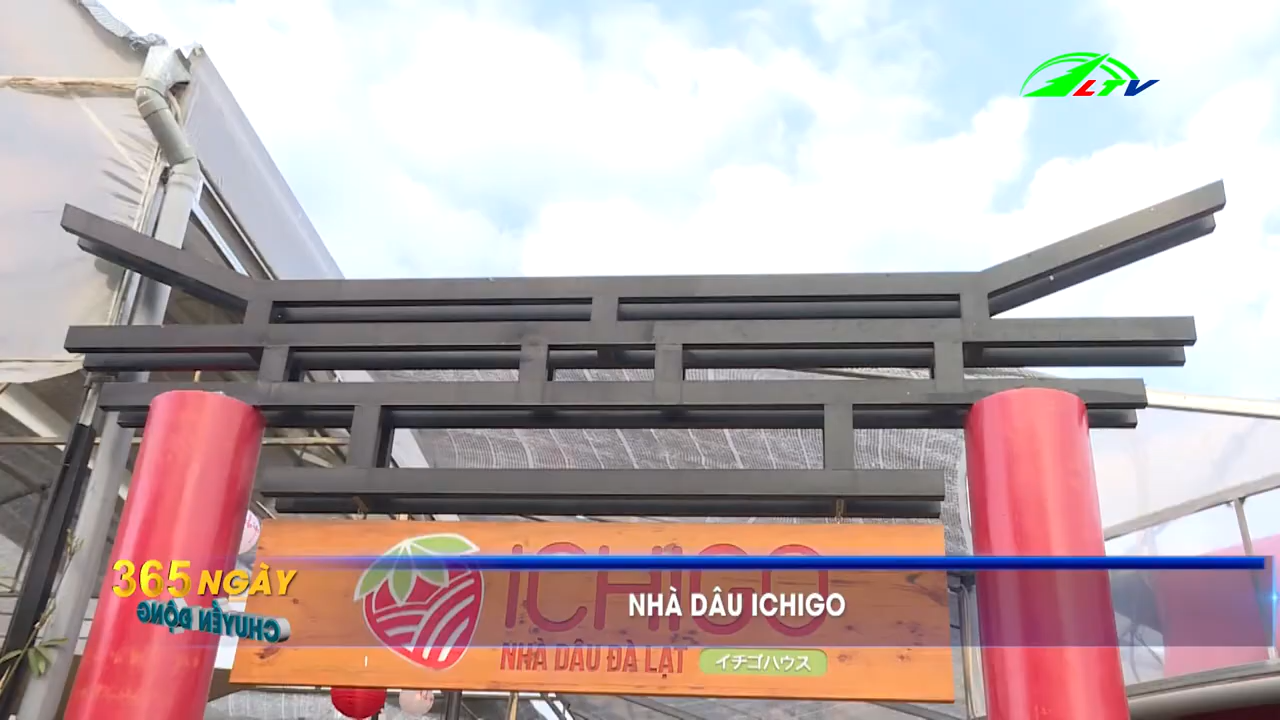 LTV
ICHIGO
365 NGÀY
NHÀ DÂU ICHIGO
CHUYỂN ĐỘNG
NHÀ DÂU ĐÀ LẠT
イチゴハウス